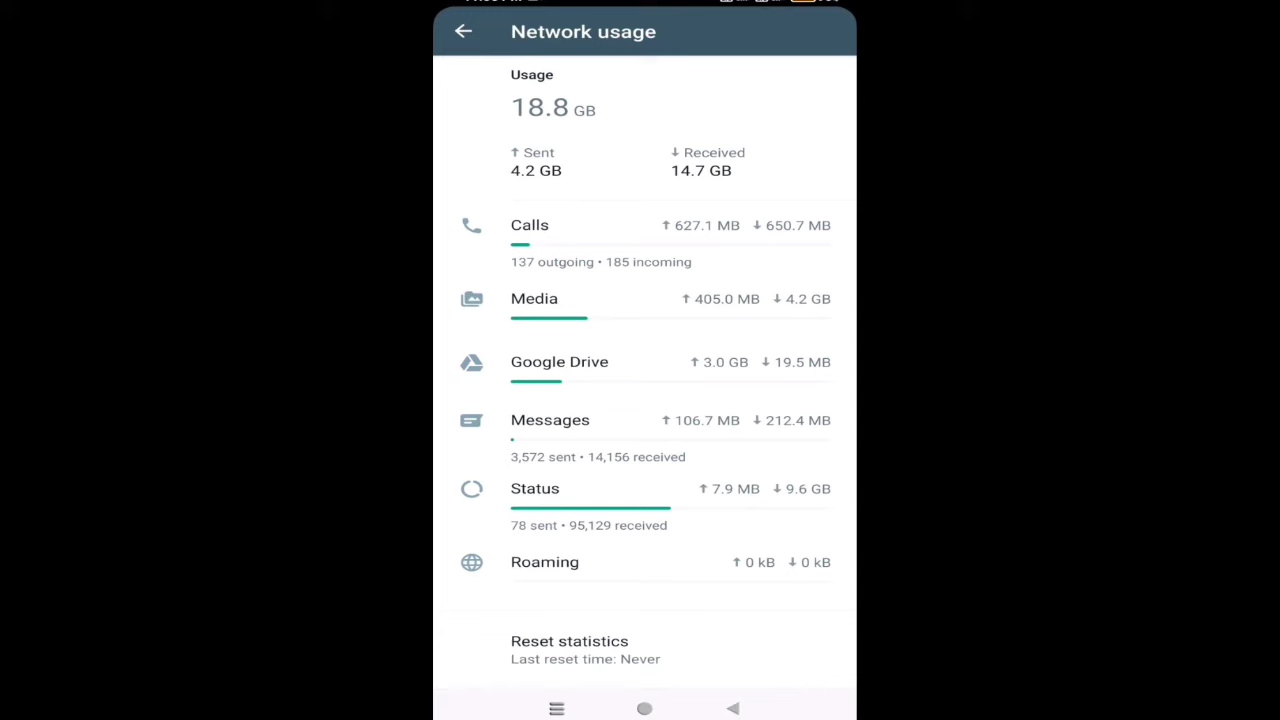 Network usage
Usage
18.8 GB
↑ Sent ↓ Received
4.2 GB 14.7 GB
Calls ↑ 627.1 MB ↓ 650.7 MB
137 outgoing • 185 incoming
Media ↑ 405.0 MB ↓ 4.2 GB
Google Drive ↑ 3.0 GB ↓ 19.5 MB
Messages ↑ 106.7 MB ↓ 212.4 MB
3,572 sent • 14,156 received
Status ↑ 7.9 MB ↓ 9.6 GB
78 sent • 95,129 received
Roaming ↑ 0 kB ↓ 0 kB
Reset statistics
Last reset time: Never